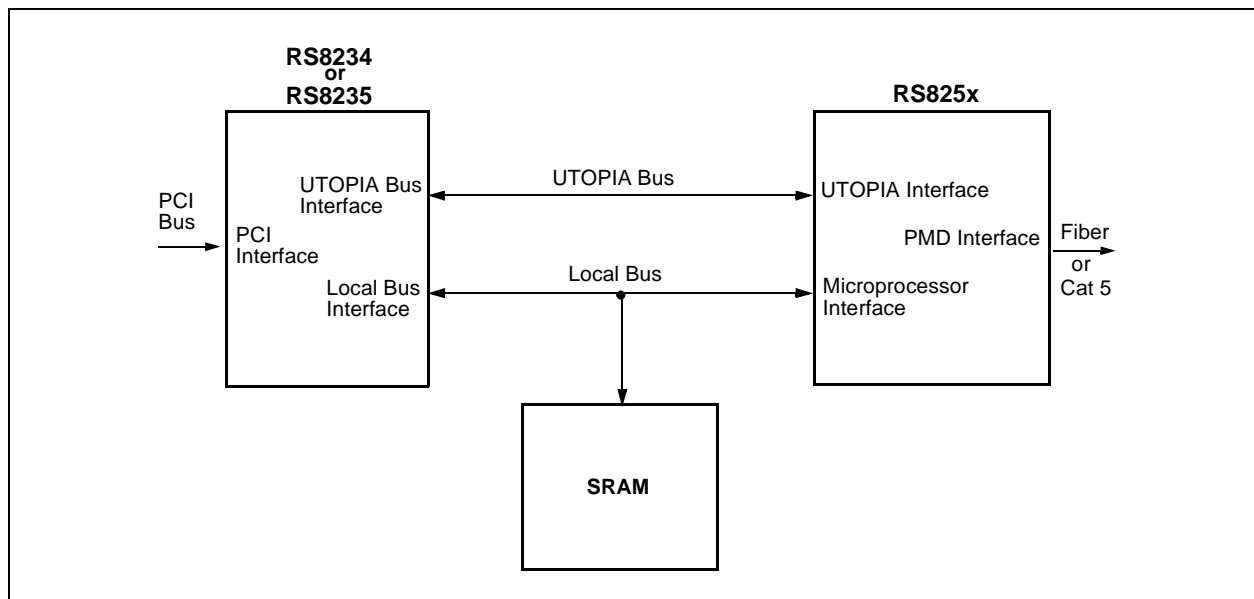 RS8234
or
RS8235
RS825x
UTOPIA Bus
UTOPIA Bus
Interface
UTOPIA Interface
PCI
Bus
PCI
Interface
PMD Interface
Fiber
or
Cat 5
Local Bus
Local Bus
Interface
Microprocessor
Interface
SRAM